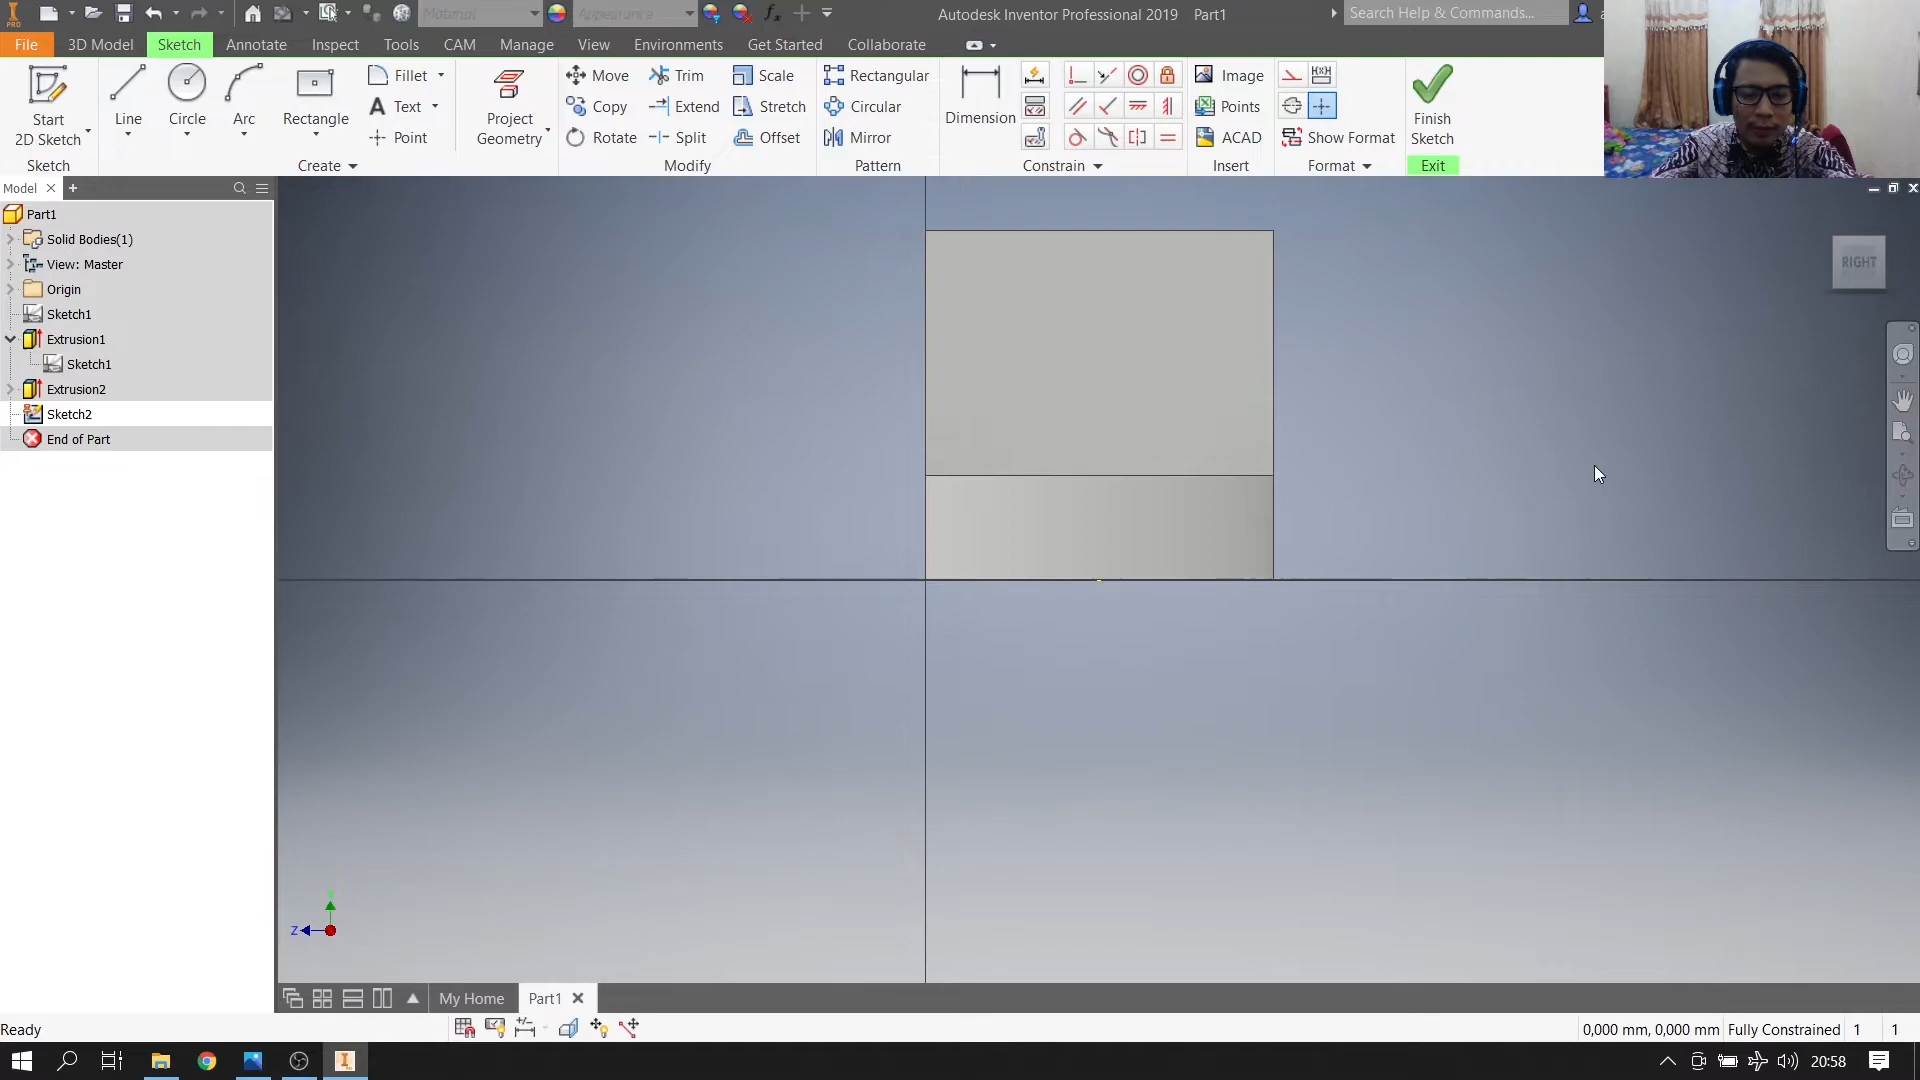 PRO
Material
Appearance
Autodesk Inventor Professional 2019 Part1
Search Help & Commands...
File 3D Model Sketch Annotate Inspect Tools CAM Manage View Environments Get Started Collaborate
Start
2D Sketch
Line
Circle
Arc
Rectangle
Fillet
Text
Point
Project
Geometry
Move Trim Scale
Copy Extend Stretch
Rotate Split Offset
Rectangular
Circular
Mirror
Dimension
Image
Points
ACAD
Show Format
Finish
Sketch
Sketch Create Modify Pattern Constrain Insert Format Exit
Model
Part1
Solid Bodies(1)
View: Master
Origin
Sketch1
Extrusion1
Sketch1
Extrusion2
Sketch2
End of Part
RIGHT
Z
My Home Part1
Ready
0,000 mm, 0,000 mm Fully Constrained 1 1
20:58